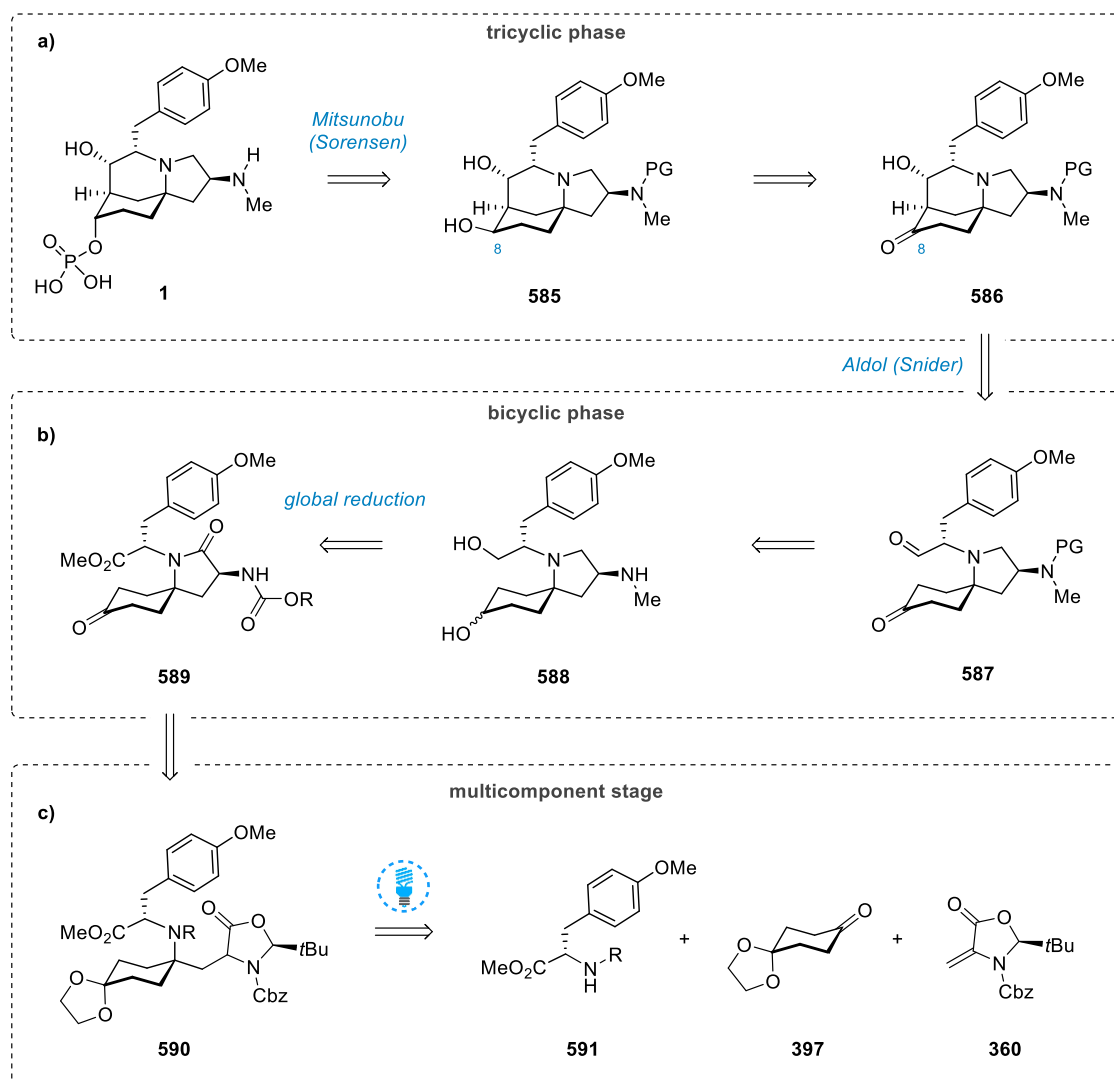 tricyclic phase
a)
OMe
Mitsunobu
(Sorensen)
HO
N
H
N
Me
H
O
O
P
HO
OH
1
OMe
HO
N
PG
N
Me
H
HO
8
585
OMe
HO
N
PG
N
Me
H
O
8
586
Aldol (Snider)
bicyclic phase
b)
OMe
global reduction
O
MeO2C
N
NH
OR
O
O
589
OMe
HO
N
NH
Me
HO
588
OMe
O
N
PG
N
Me
O
587
multicomponent stage
c)
OMe
MeO2C
NR
O
O
tBu
N
Cbz
O
O
590
OMe
MeO2C
N
H
R
591
+
O
O
O
397
+
O
O
tBu
N
Cbz
360